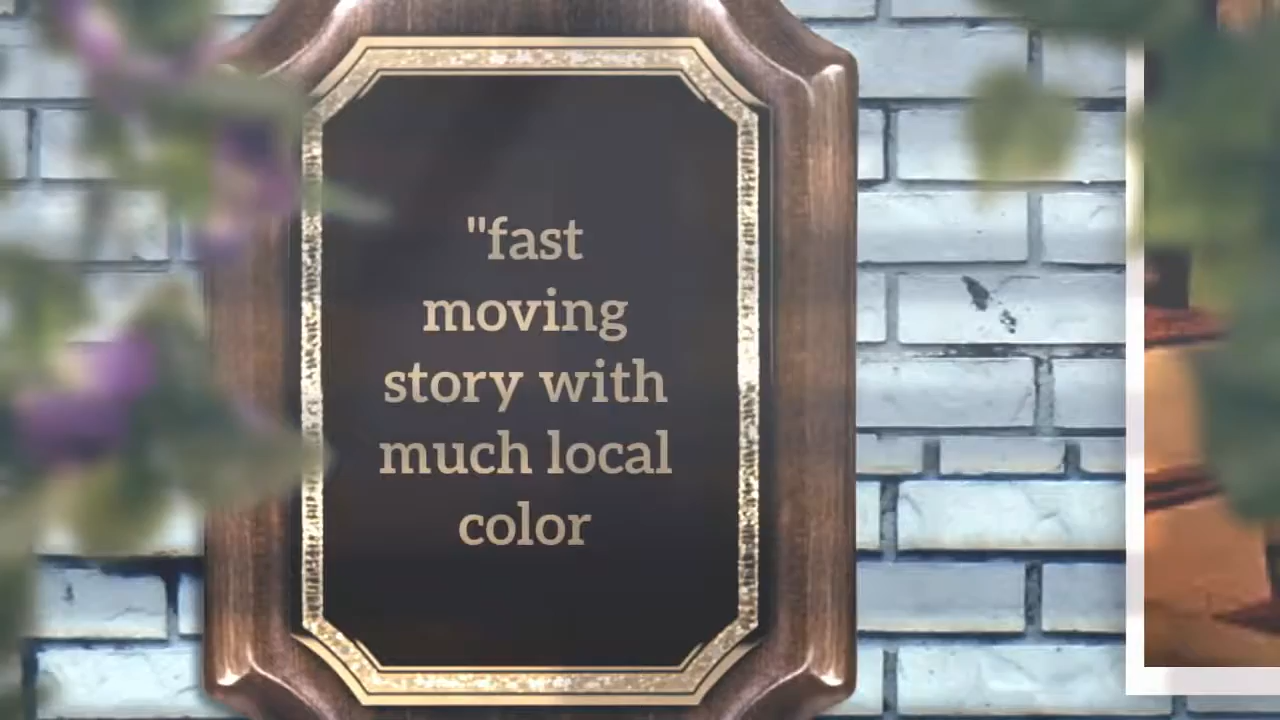 "fast
moving
story with
much local
color